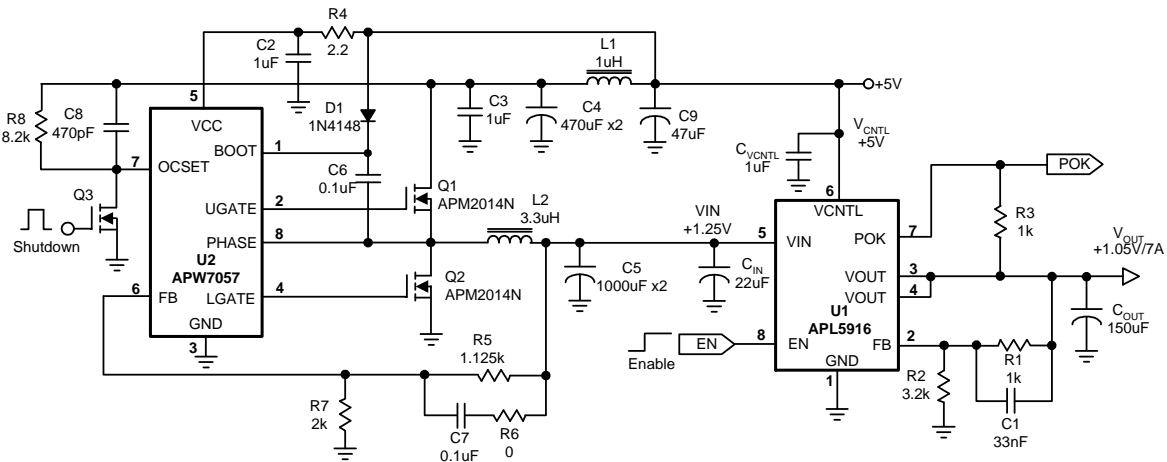 R4
2.2
C2
1uF
L1
1uH
+5V
R8
8.2k
C8
470pF
5
VCC
D1
1N4148
C3
1uF
C4
470uF x2
C9
47uF
VCNTL
+5V
CVCNTL
1uF
BOOT
1
7
OCSET
C6
0.1uF
Q1
APM2014N
Q3
Shutdown
UGATE
2
PHASE
8
L2
3.3uH
VIN
+1.25V
U2
APW7057
6
FB
LGATE
4
Q2
APM2014N
GND
3
C5
1000uF x2
CIN
22uF
6
VCNTL
5
VIN
POK
7
POK
R3
1k
VOUT
+1.05V/7A
VOUT
3
VOUT
4
U1
APL5916
COUT
150uF
Enable
EN
8
EN
FB
2
GND
1
R1
1k
R2
3.2k
C1
33nF
R5
1.125k
R7
2k
C7
0.1uF
R6
0